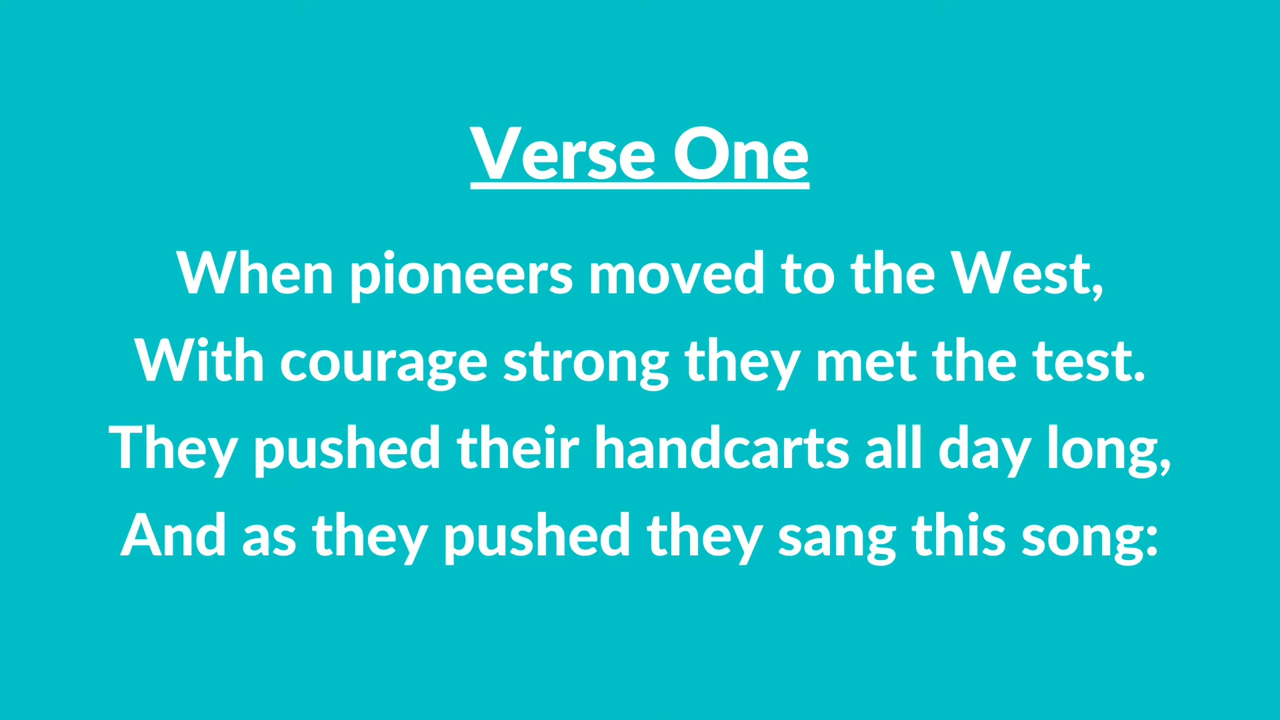 Verse One
When pioneers moved to the West,
With courage strong they met the test.
They pushed their handcarts all day long,
And as they pushed they sang this song: